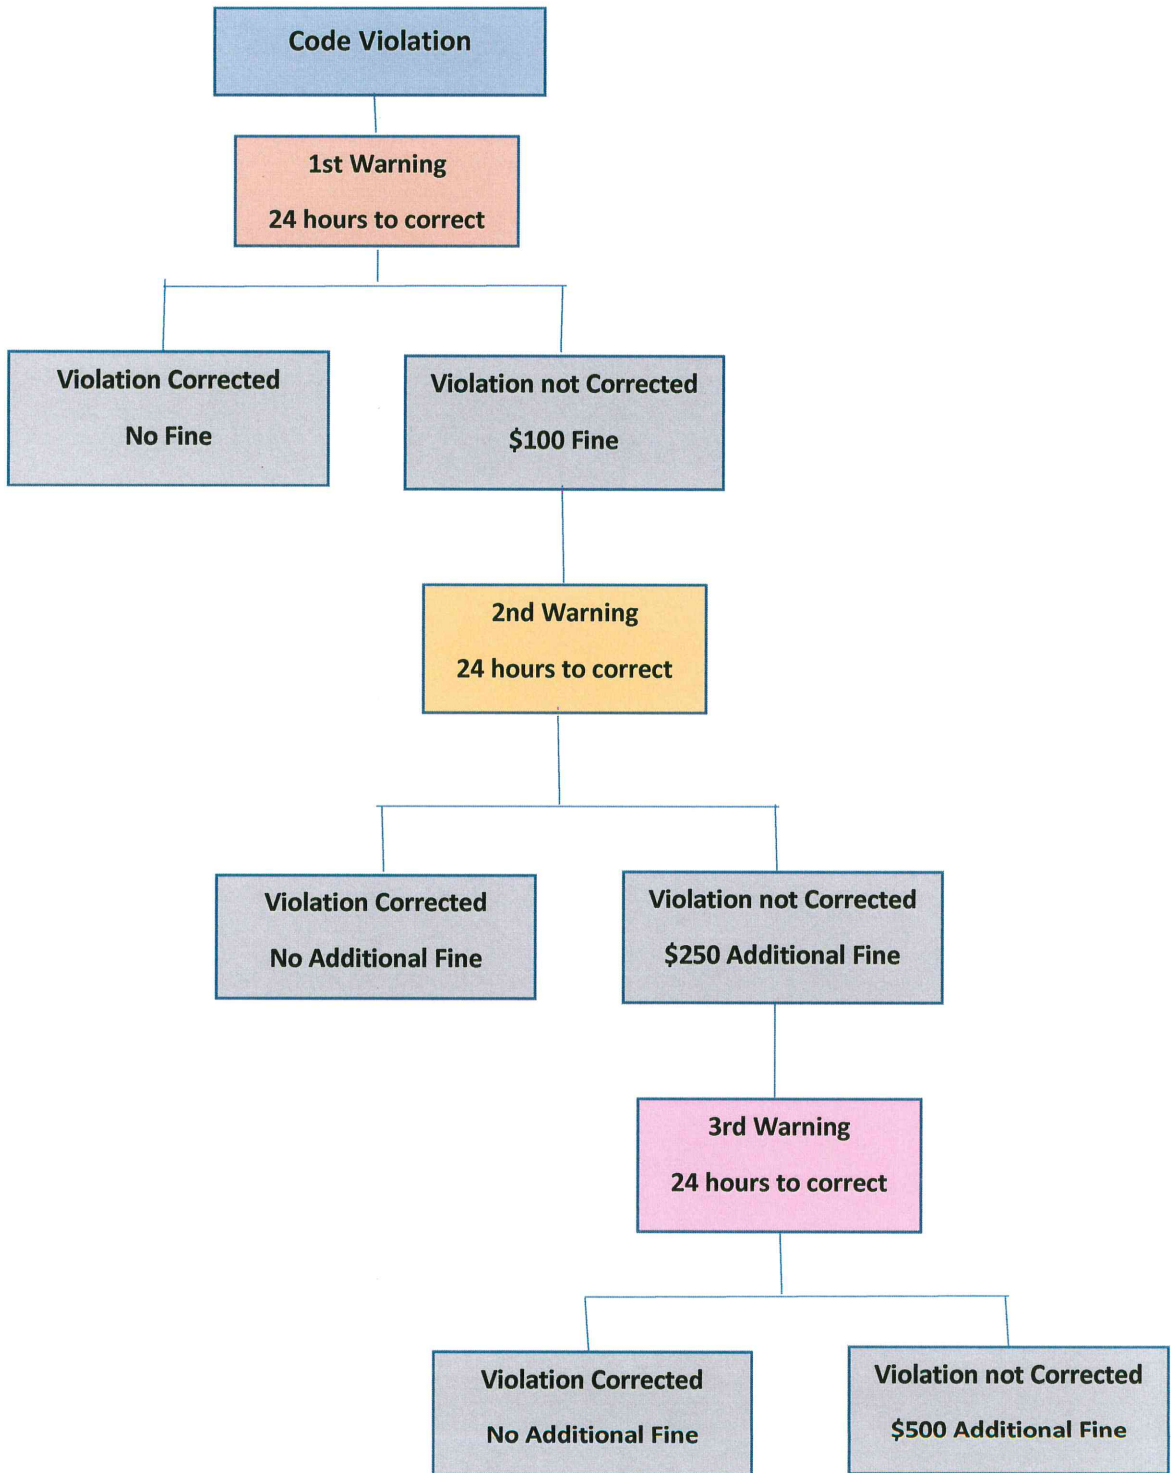 Code Violation
1st Warning
24 hours to correct
Violation Corrected
No Fine
Violation not Corrected
$100 Fine
2nd Warning
24 hours to correct
Violation Corrected
No Additional Fine
Violation not Corrected
$250 Additional Fine
3rd Warning
24 hours to correct
Violation Corrected
No Additional Fine
Violation not Corrected
$500 Additional Fine